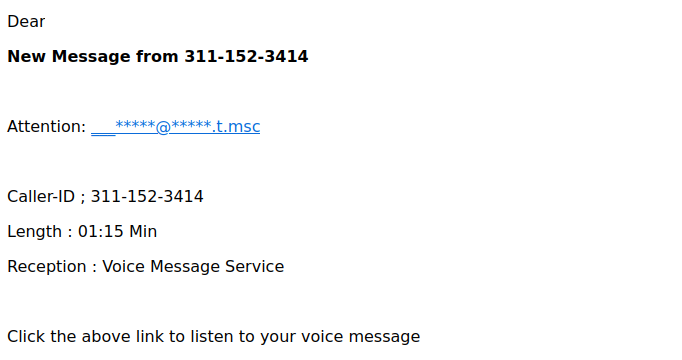 Dear
New Message from 311-152-3414
Attention: ___*****@*****.t.msc
Caller-ID ; 311-152-3414
Length : 01:15 Min
Reception : Voice Message Service
Click the above link to listen to your voice message